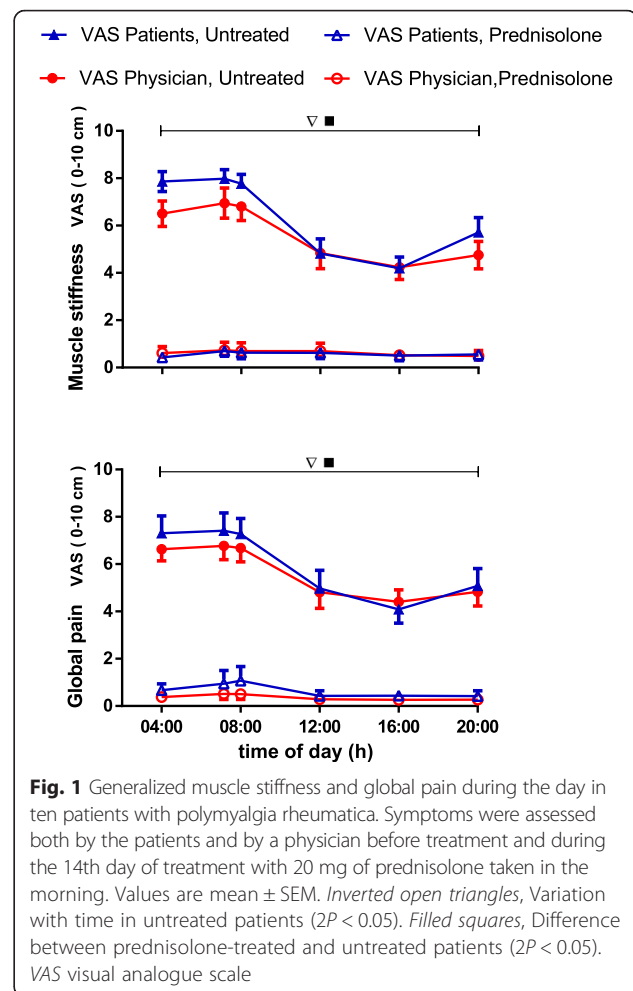 VAS Patients, Untreated VAS Patients, Prednisolone
VAS Physician, Untreated VAS Physician,Prednisolone
▽ ■
Muscle stiffness VAS ( 0-10 cm )
10
8
6
4
2
0
▽ ■
Global pain VAS ( 0-10 cm )
10
8
6
4
2
0
04:00 08:00 12:00 16:00 20:00
time of day (h)
Fig. 1 Generalized muscle stiffness and global pain during the day in
ten patients with polymyalgia rheumatica. Symptoms were assessed
both by the patients and by a physician before treatment and during
the 14th day of treatment with 20 mg of prednisolone taken in the
morning. Values are mean ± SEM. Inverted open triangles, Variation
with time in untreated patients (2P < 0.05). Filled squares, Difference
between prednisolone-treated and untreated patients (2P < 0.05).
VAS visual analogue scale